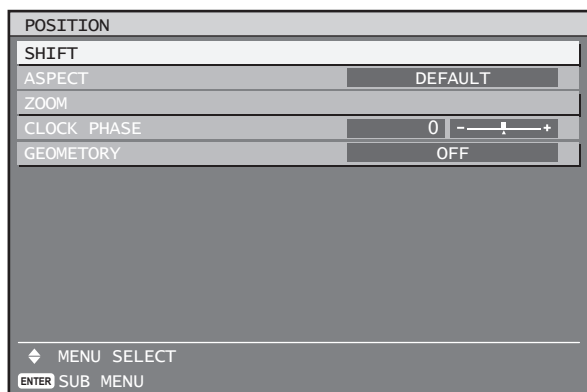 POSITION
SHIFT
ASPECT DEFAULT
ZOOM
CLOCK PHASE 0 - +
GEOMETORY OFF
MENU SELECT
ENTER SUB MENU